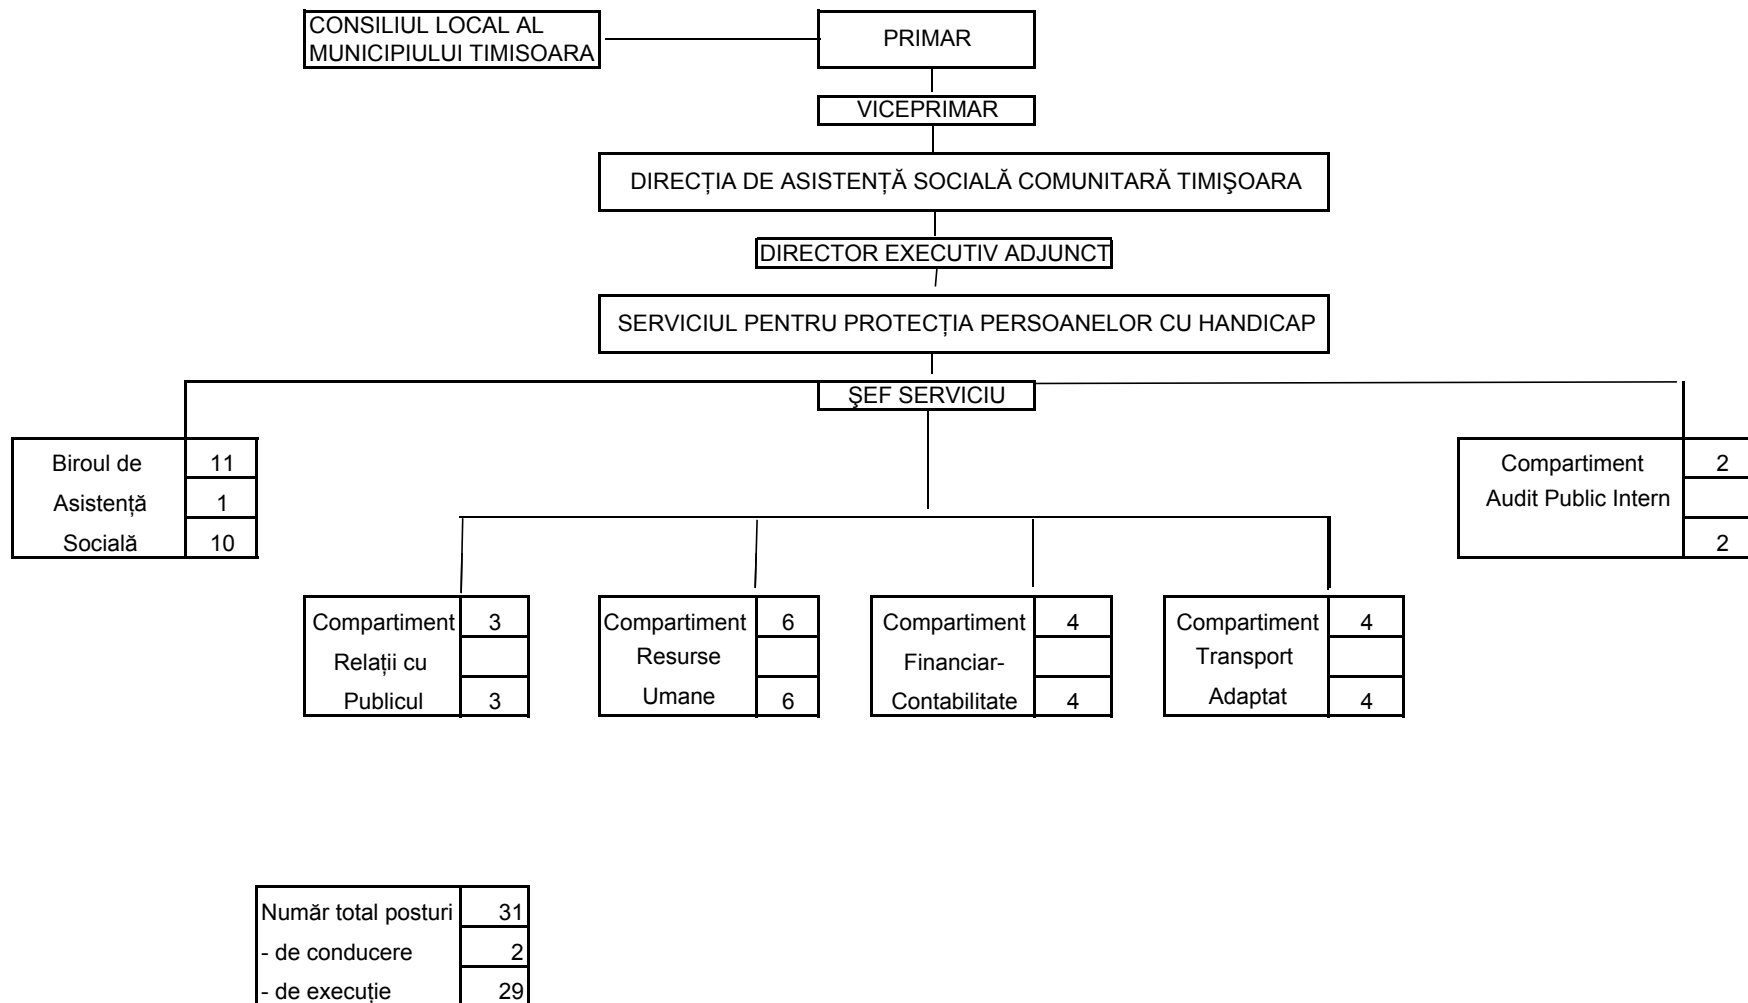 CONSILIUL LOCAL AL
MUNICIPIULUI TIMISOARA
PRIMAR
VICEPRIMAR
DIRECȚIA DE ASISTENȚĂ SOCIALĂ COMUNITARĂ TIMIŞOARA
DIRECTOR EXECUTIV ADJUNCT
SERVICIUL PENTRU PROTECȚIA PERSOANELOR CU HANDICAP
ŞEF SERVICIU
Biroul de 11
Asistență 1
Socială 10
Compartiment 2
Audit Public Intern
2
Compartiment 3
Relații cu
Publicul 3
Compartiment 6
Resurse
Umane 6
Compartiment 4
Financiar-
Contabilitate 4
Compartiment 4
Transport
Adaptat 4
Număr total posturi 31
- de conducere 2
- de execuție 29